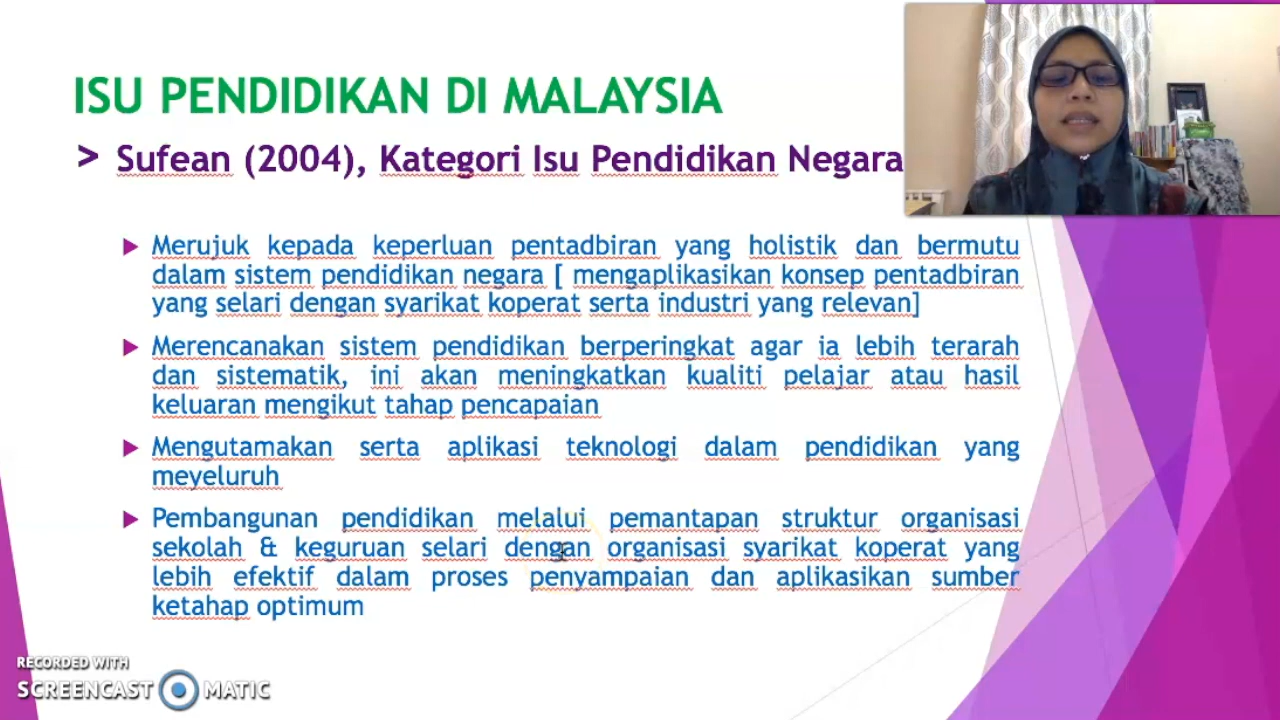 ISU PENDIDIKAN DI MALAYSIA
> Sufean (2004), Kategori Isu Pendidikan Negara
Merujuk kepada keperluan pentadbiran yang holistik dan bermutu
dalam sistem pendidikan negara [ mengaplikasikan konsep pentadbiran
yang selari dengan syarikat koperat serta industri yang relevan]
Merencanakan sistem pendidikan berperingkat agar ia lebih terarah
dan sistematik, ini akan meningkatkan kualiti pelajar atau hasil
keluaran mengikut tahap pencapaian
Mengutamakan serta aplikasi teknologi dalam pendidikan yang
meyeluruh
Pembangunan pendidikan melalui pemantapan struktur organisasi
sekolah & keguruan selari dengan organisasi syarikat koperat yang
lebih efektif dalam proses penyampaian dan aplikasikan sumber
ketahap optimum
RECORDED WITH
SCREENCAST MATIC